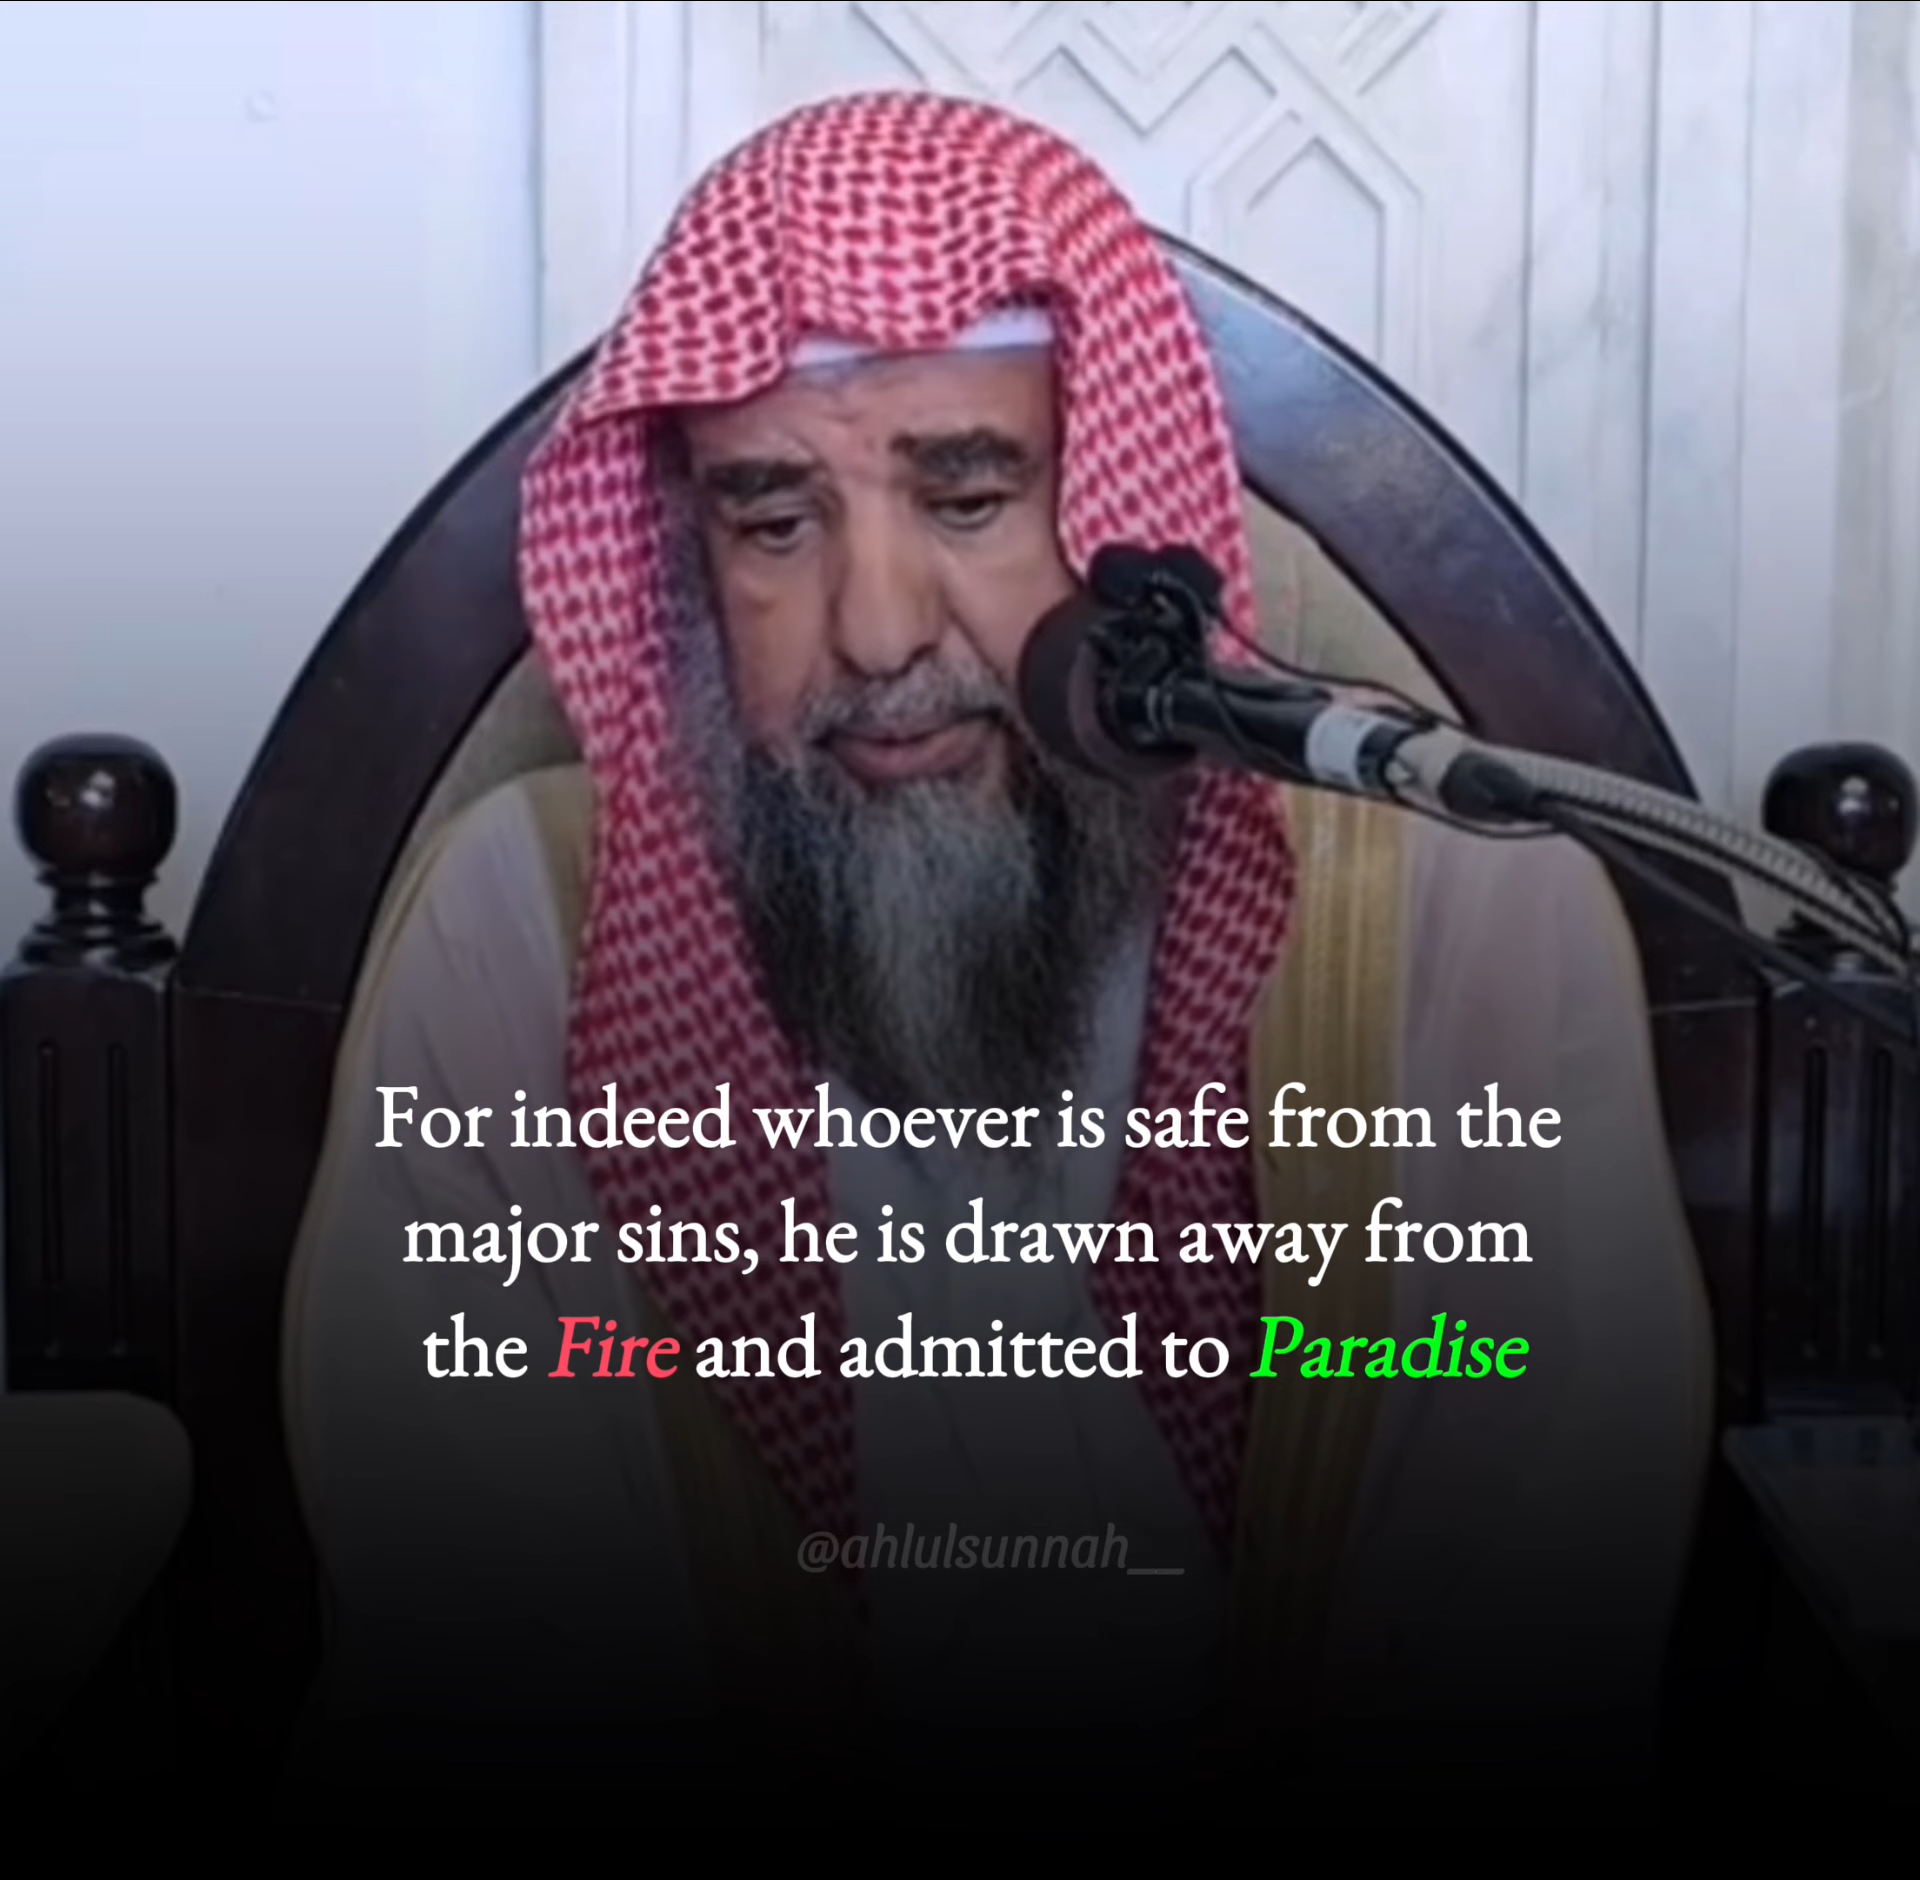 For indeed whoever is safe from the
major sins, he is drawn away from
the Fire and admitted to Paradise
@ahlulsunnah__